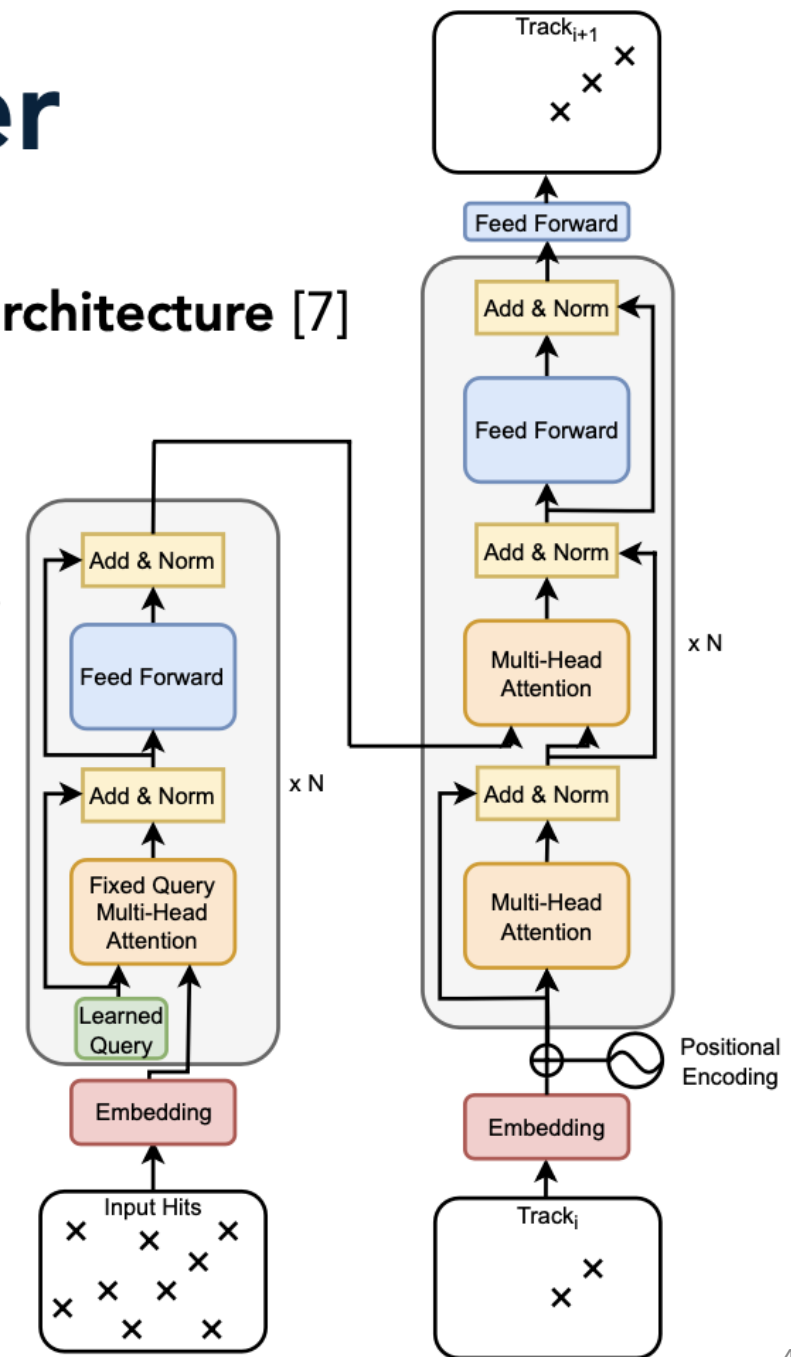 er
rchitecture [7]
Track i+1
Feed Forward
Add & Norm
Feed Forward
Add & Norm
Multi-Head
Attention
x N
Add & Norm
Multi-Head
Attention
Positional
Encoding
Embedding
Track i
Add & Norm
Feed Forward
Add & Norm
x N
Fixed Query
Multi-Head
Attention
Learned
Query
Embedding
Input Hits